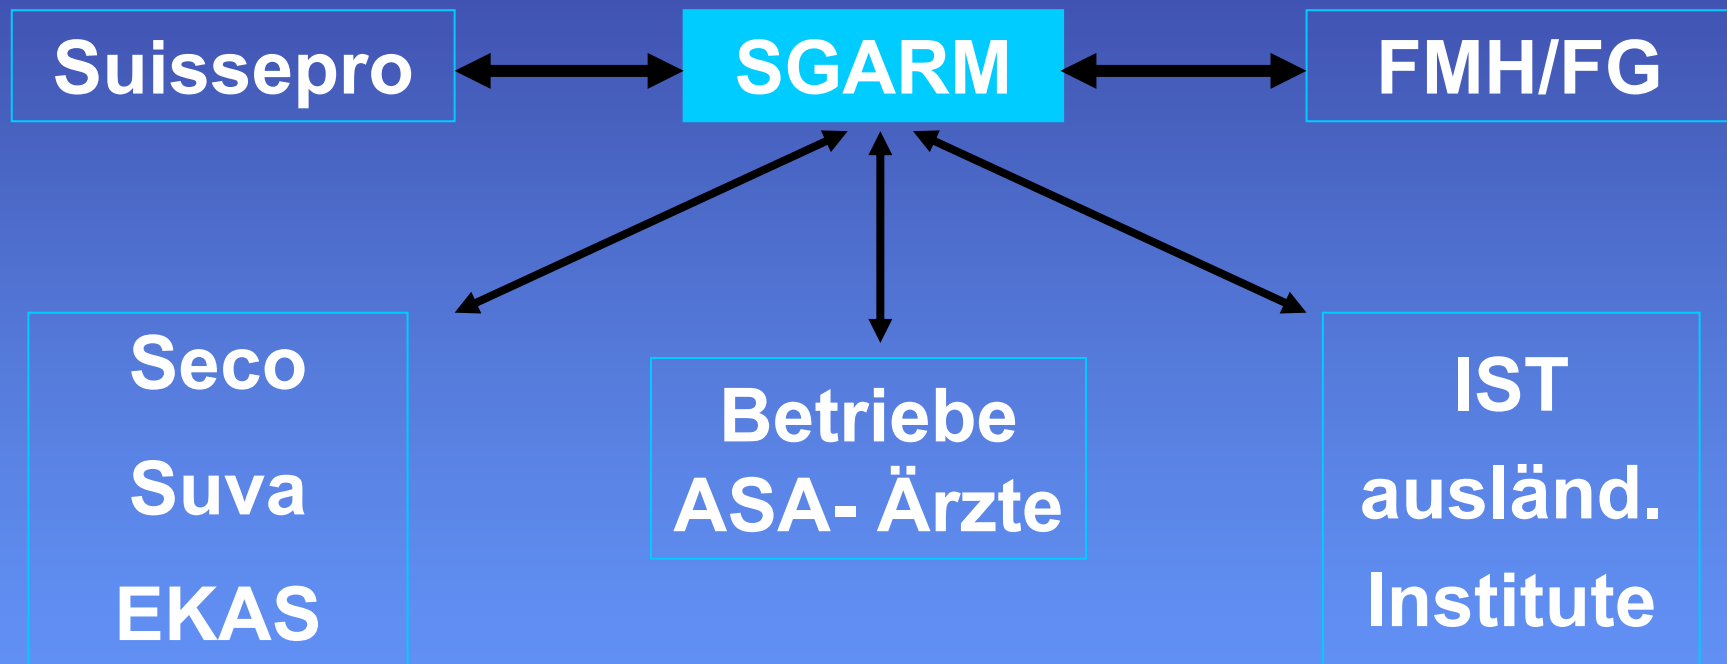 Suissepro
SGARM
FMH/FG
Seco
Suva
EKAS
Betriebe
ASA- Ärzte
IST
ausländ.
Institute